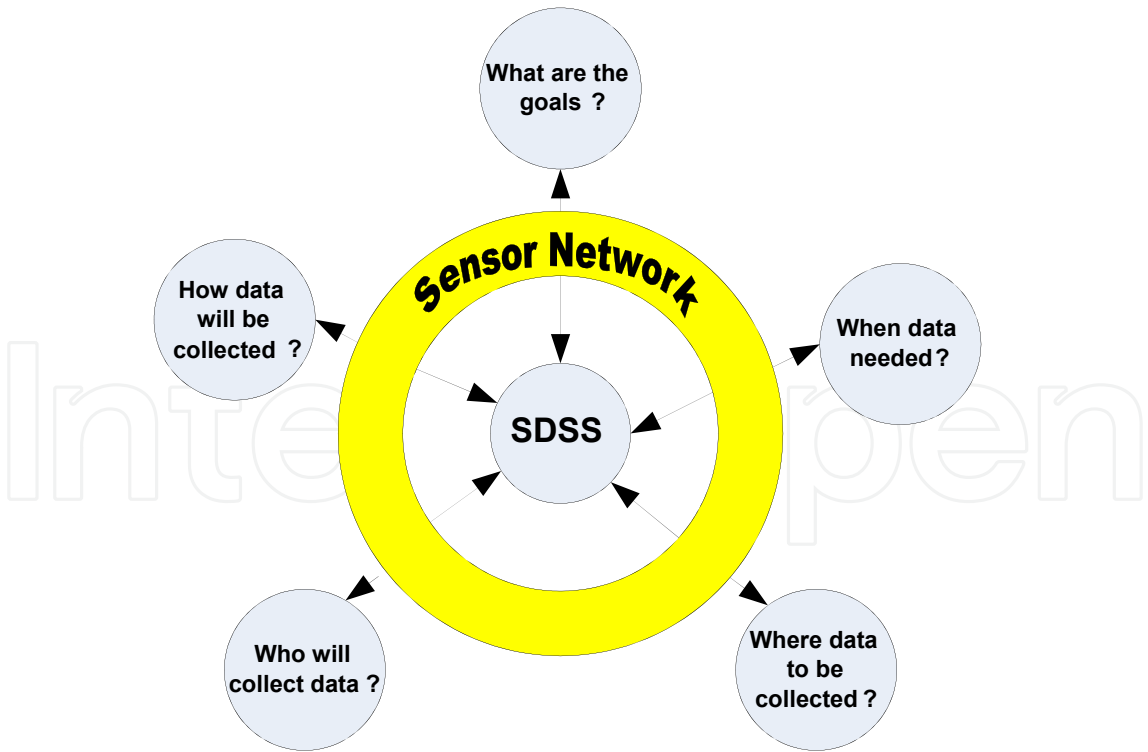 What are the
goals ?
Sensor Network
How data
will be
collected ?
When data
needed?
SDSS
Who will
collect data ?
Where data
to be
collected ?